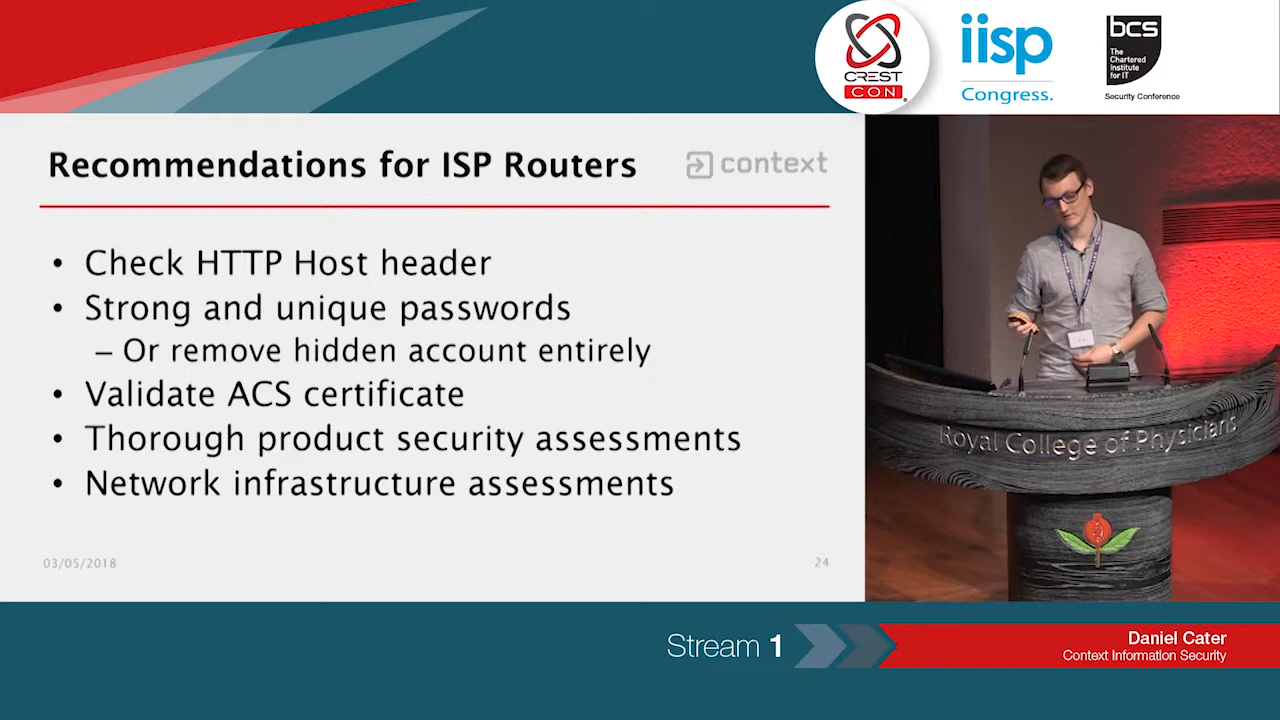 CREST
CON
iisp
Congress.
bcs
The
Chartered
Institute
for IT
Security Conference
Recommendations for ISP Routers
context
• Check HTTP Host header
• Strong and unique passwords
– Or remove hidden account entirely
• Validate ACS certificate
• Thorough product security assessments
• Network infrastructure assessments
03/05/2018
24
Royal College of Physicians
Stream 1
Daniel Cater
Context Information Security